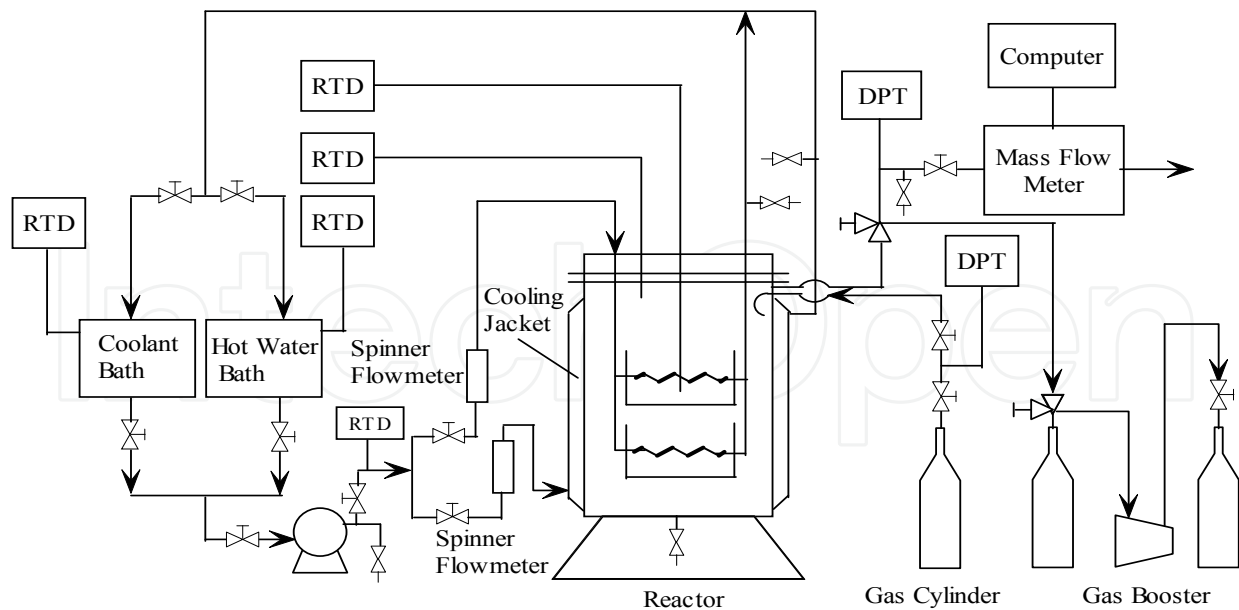 Computer
RTD
DPT
RTD
Mass Flow
Meter
RTD
RTD
DPT
Cooling
Jacket
Coolant
Bath
Hot Water
Bath
Spinner
Flowmeter
RTD
Spinner
Flowmeter
Reactor
Gas Cylinder
Gas Booster
IntechOpen